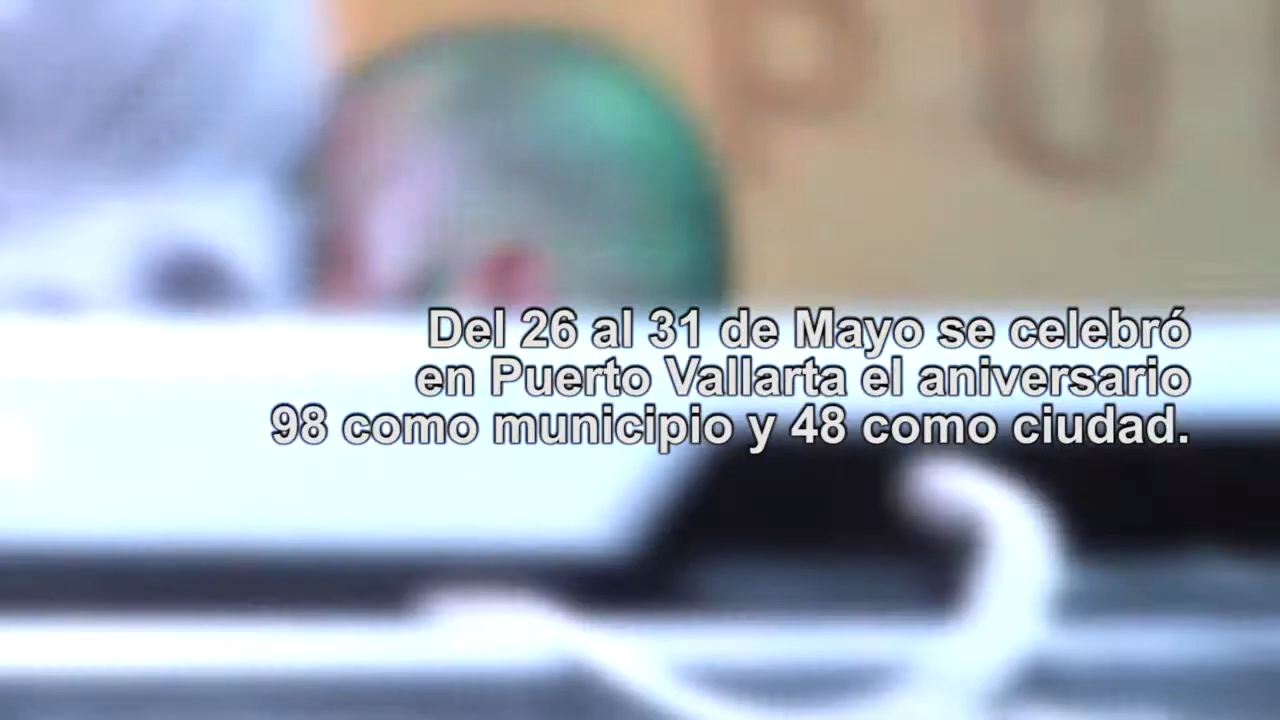 PU
Del 26 al 31 de Mayo se celebró
en Puerto Vallarta el aniversario
98 como municipio y 48 como ciudad.